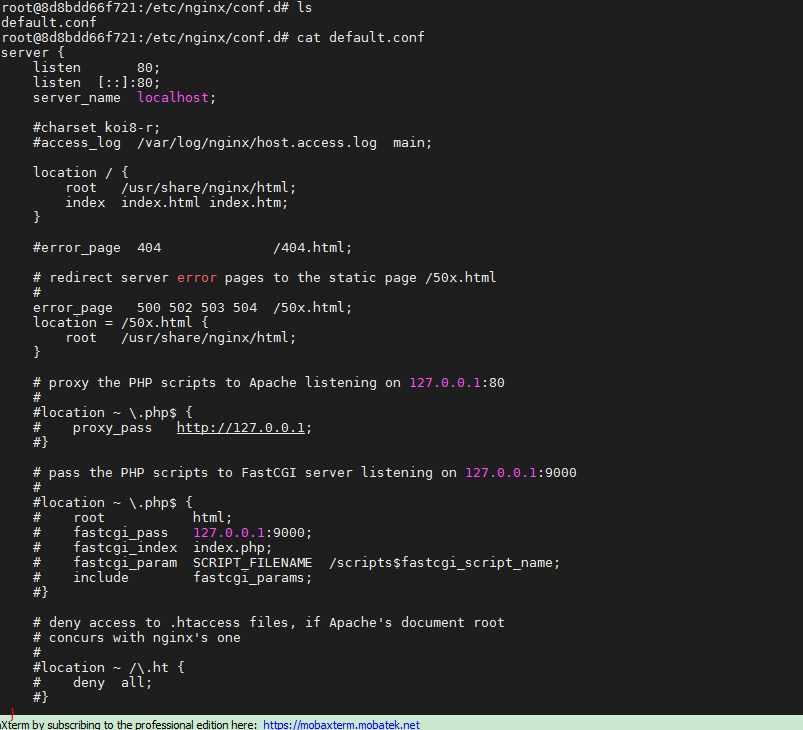 root@8d8bdd66f721:/etc/nginx/conf.d# ls
default.conf
root@8d8bdd66f721:/etc/nginx/conf.d# cat default.conf
server {
    listen       80;
    listen  [::]:80;
    server_name  localhost;

    #charset koi8-r;
    #access_log  /var/log/nginx/host.access.log  main;

    location / {
        root   /usr/share/nginx/html;
        index  index.html index.htm;
    }

    #error_page  404              /404.html;

    # redirect server error pages to the static page /50x.html
    #
    error_page   500 502 503 504  /50x.html;
    location = /50x.html {
        root   /usr/share/nginx/html;
    }

    # proxy the PHP scripts to Apache listening on 127.0.0.1:80
    #
    #location ~ \.php$ {
    #    proxy_pass   http://127.0.0.1;
    #}

    # pass the PHP scripts to FastCGI server listening on 127.0.0.1:9000
    #
    #location ~ \.php$ {
    #    root           html;
    #    fastcgi_pass   127.0.0.1:9000;
    #    fastcgi_index  index.php;
    #    fastcgi_param  SCRIPT_FILENAME  /scripts$fastcgi_script_name;
    #    include        fastcgi_params;
    #}

    # deny access to .htaccess files, if Apache's document root
    # concurs with nginx's one
    #
    #location ~ /\.ht {
    #    deny  all;
    #}
}
aXterm by subscribing to the professional edition here:  https://mobaxterm.mobatek.net